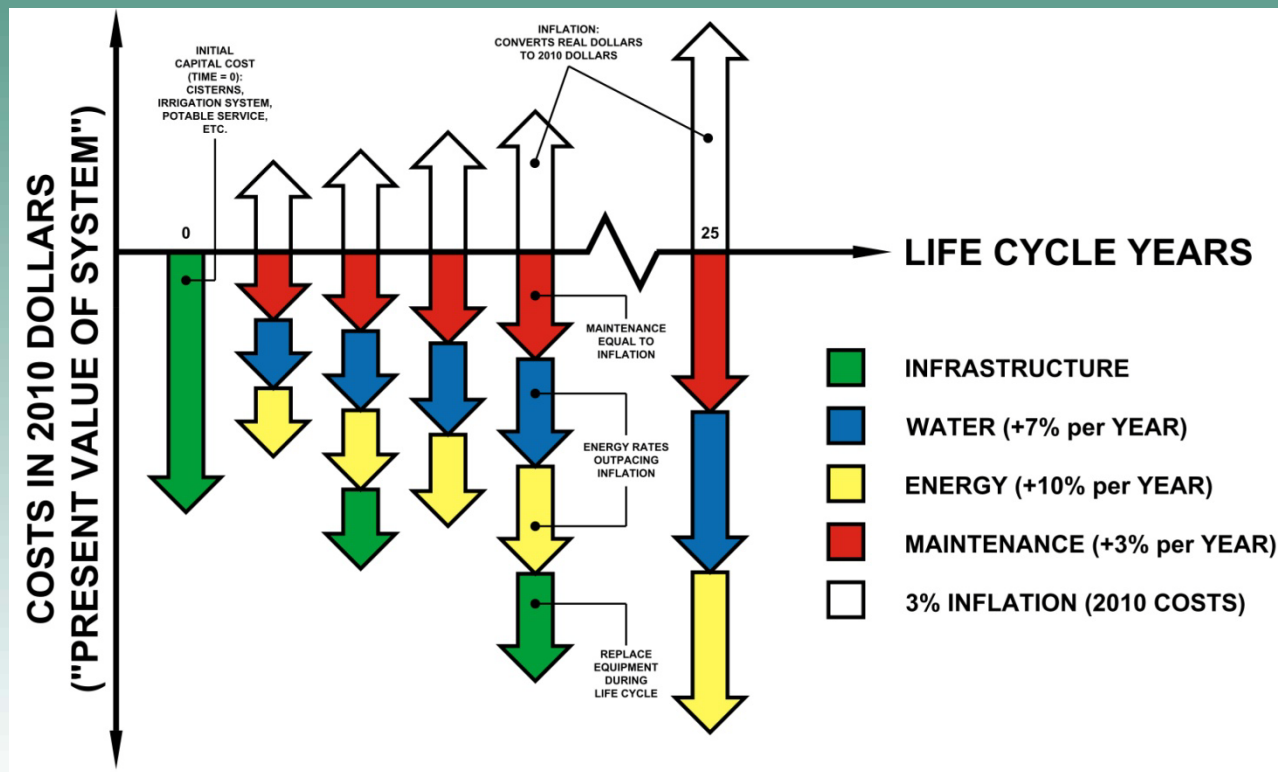 COSTS IN 2010 DOLLARS
("PRESENT VALUE OF SYSTEM")
INITIAL
CAPITAL COST
(TIME = 0):
CISTERNS,
IRRIGATION SYSTEM,
POTABLE SERVICE,
ETC.
INFLATION:
CONVERTS REAL DOLLARS
TO 2010 DOLLARS
0
25
LIFE CYCLE YEARS
MAINTENANCE
EQUAL TO
INFLATION
ENERGY RATES
OUTPACING
INFLATION
REPLACE
EQUIPMENT
DURING
LIFE CYCLE
INFRASTRUCTURE
WATER (+7% per YEAR)
ENERGY (+10% per YEAR)
MAINTENANCE (+3% per YEAR)
3% INFLATION (2010 COSTS)